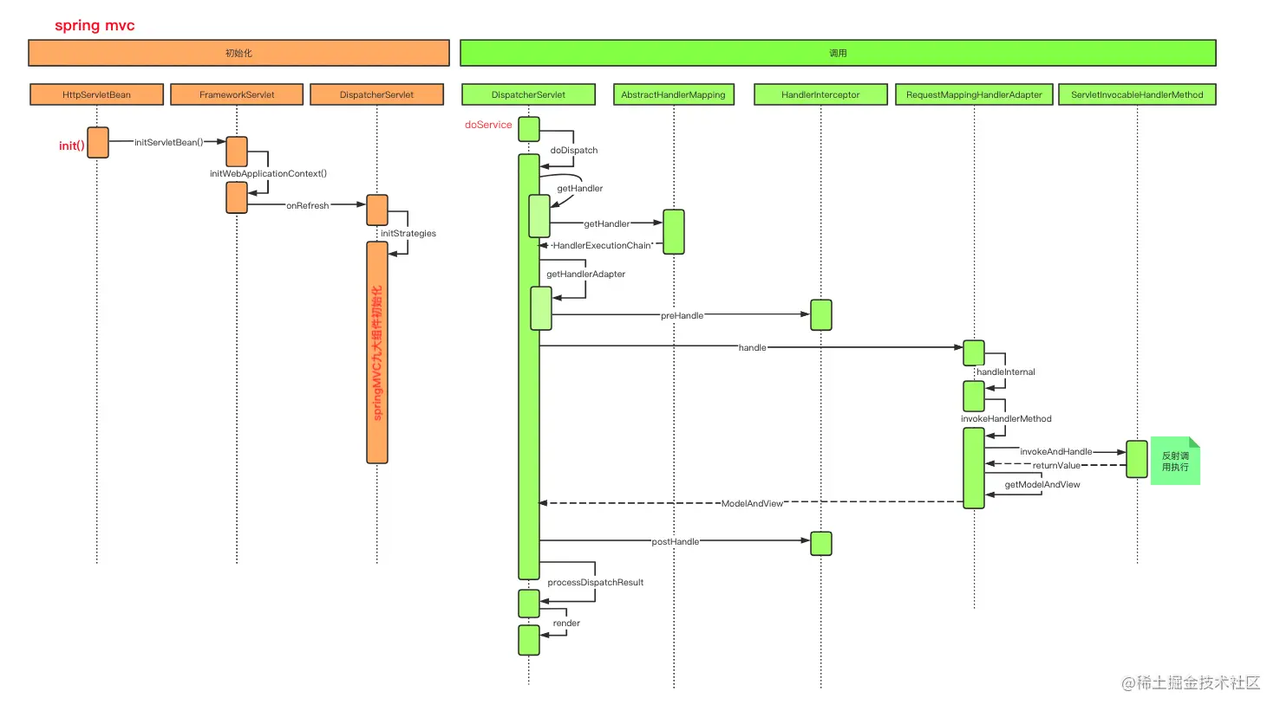 spring mvc
初始化
调用
HttpServletBean
FrameworkServlet
DispatcherServlet
DispatcherServlet
AbstractHandlerMapping
HandlerInterceptor
RequestMappingHandlerAdapter
ServletInvocableHandlerMethod
init()
initServletBean()
initWebApplicationContext()
onRefresh
initStrategies
springMVC九大组件初始化
doService
doDispatch
getHandler
getHandler
HandlerExecutionChain
getHandlerAdapter
preHandle
handle
handleInternal
invokeHandlerMethod
invokeAndHandle
反射调
用执行
returnValue
getModelAndView
ModelAndView
postHandle
processDispatchResult
render
@稀土掘金技术社区